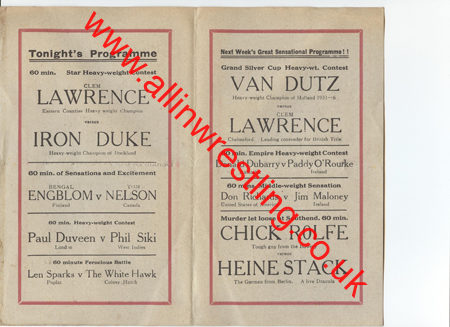 Tonight's Programme
60 min. Star Heavy-weight Contest
CLEM
LAWRENCE
Eastern Counties Heavy weight Champion
versus
IRON DUKE
Heavy-weight Champion of Dockland
60 min. of Sensations and Excitement
BENGAL TOM
ENGBLOM v NELSON
Finland Canada
60 min. Heavy-weight Contest
Paul Duveen v Phil Siki
London West Indies
60 minute Ferocious Battle
Len Sparks v The White Hawk
Poplar
Next Week's Great Sensational Programme!!
Grand Silver Cup Heavy-wt. Contest
VAN DUTZ
Heavy-weight Champion of Holland
versus
CLEM
LAWRENCE
Chelmsford Leading contender for British Title
60 min. Empire Heavy-weight Contest
Dubarry v Paddy O'Rourke
Ireland
60 mins. Middle-weight Sensation
Don Richards v Jim Maloney
United States of Ireland
Murder let loose at Southend, 60 min.
CHICK ROLFE
Tough guy from the
versus
HEINE STACK
The German from Berlin. A live Dracula
www.allinwrestling.co.uk